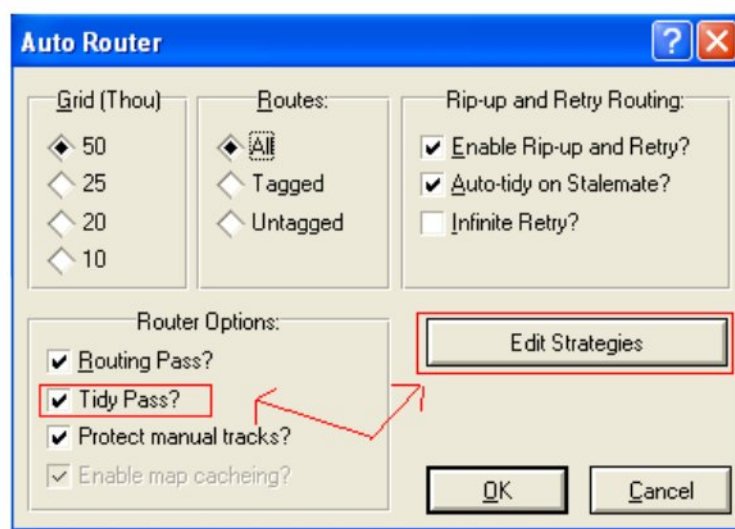 Auto Router
Grid (Thou)
50
25
20
10
Routes:
All
Tagged
Untagged
Rip-up and Retry Routing:
Enable Rip-up and Retry?
Auto-tidy on Stalemate?
Infinite Retry?
Router Options:
Routing Pass?
Tidy Pass?
Protect manual tracks?
Enable map cacheing?
Edit Strategies
OK
Cancel